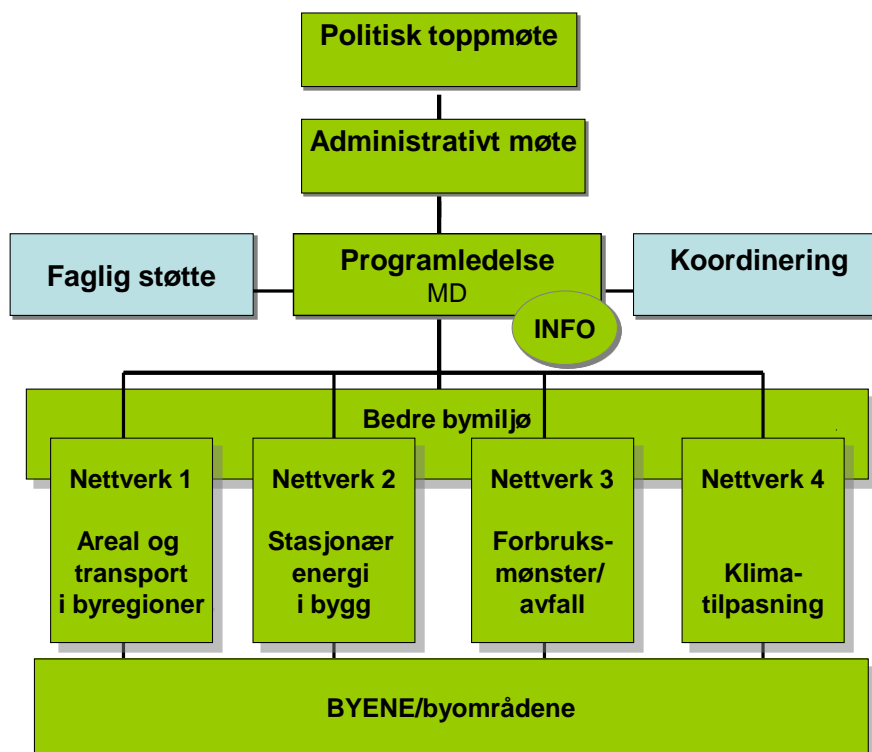 Politisk toppmøte
Administrativt møte
Faglig støtte
Programledelse
MD
Koordinering
INFO
Bedre bymiljø
Nettverk 1
Areal og
transport
i byregioner
Nettverk 2
Stasjonær
energi
i bygg
Nettverk 3
Forbruks-
mønster/
avfall
Nettverk 4
Klima-
tilpasning
BYENE/byområdene